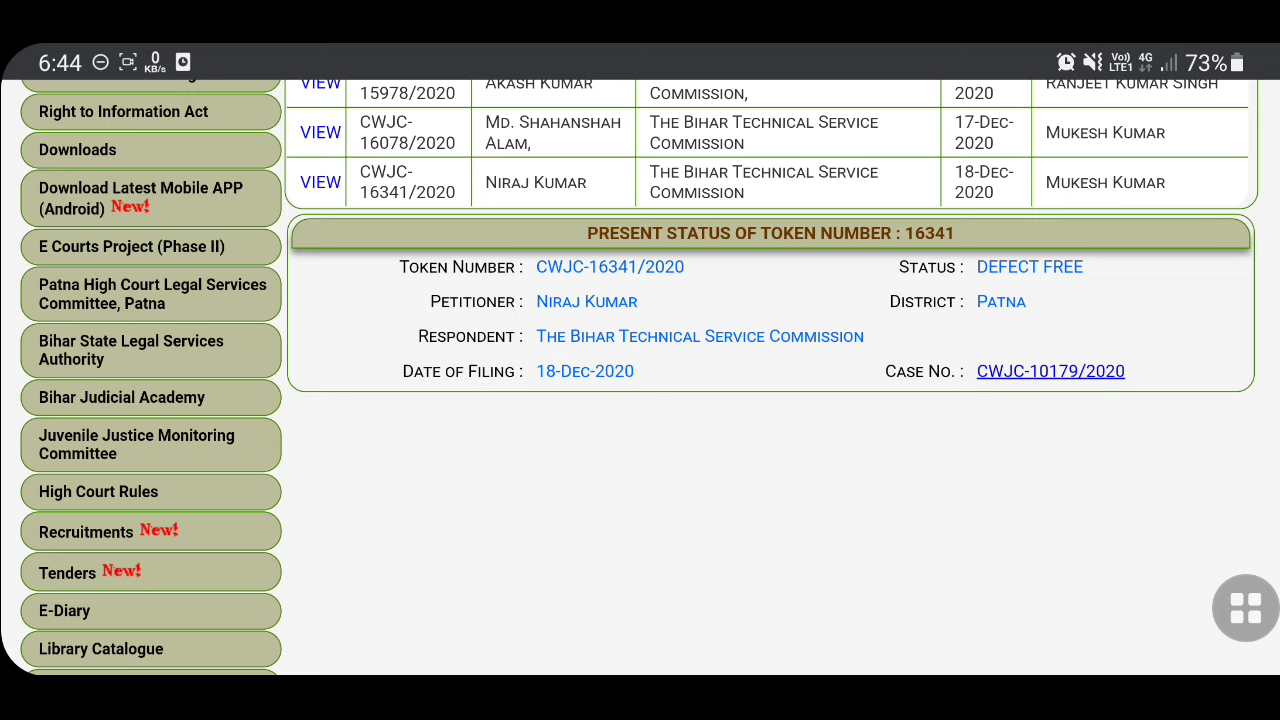 6:44
0
KB/s
Vo)
LTE1
4G
73%
Right to Information Act
Downloads
Download Latest Mobile APP
(Android) New!
E Courts Project (Phase II)
Patna High Court Legal Services
Committee, Patna
Bihar State Legal Services
Authority
Bihar Judicial Academy
Juvenile Justice Monitoring
Committee
High Court Rules
Recruitments New!
Tenders New!
E-Diary
Library Catalogue
VIEW 15978/2020 AKASH KUMAR COMMISSION, 2020 RANJEET KUMAR SINGH
VIEW CWJC- MD. SHAHANSHAH THE BIHAR TECHNICAL SERVICE 17-DEC- MUKESH KUMAR
16078/2020 ALAM, COMMISSION 2020
VIEW CWJC- NIRAJ KUMAR THE BIHAR TECHNICAL SERVICE 18-DEC- MUKESH KUMAR
16341/2020 COMMISSION 2020
PRESENT STATUS OF TOKEN NUMBER : 16341
TOKEN NUMBER : CWJC-16341/2020 STATUS : DEFECT FREE
PETITIONER : NIRAJ KUMAR DISTRICT : PATNA
RESPONDENT : THE BIHAR TECHNICAL SERVICE COMMISSION
DATE OF FILING : 18-DEC-2020 CASE NO. : CWJC-10179/2020